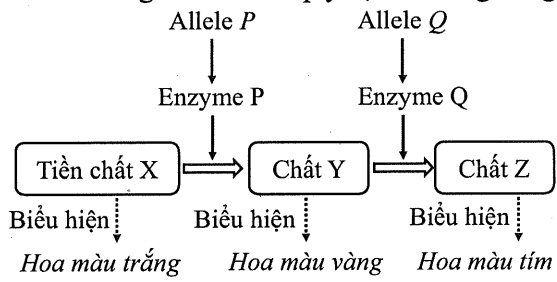 Allele P Allele Q
Enzyme P Enzyme Q
Tiền chất X Chất Y Chất Z
Biểu hiện Biểu hiện Biểu hiện
Hoa màu trắng Hoa màu vàng Hoa màu tím